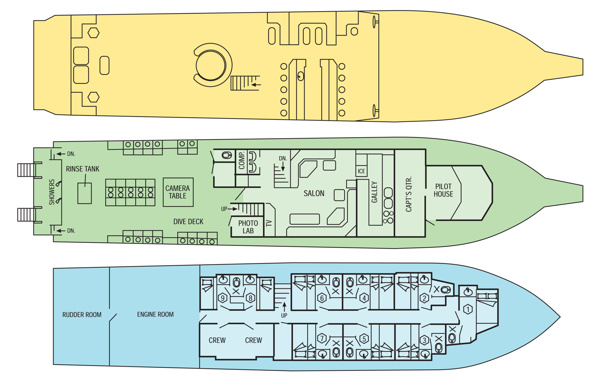 DN.
RINSE TANK
SHOWERS
CAMERA
TABLE
DIVE DECK
DN.
COMP.
DN.
UP
PHOTO
LAB
TV
SALON
ICE
GALLEY
CAPT'S QTR.
PILOT
HOUSE
RUDDER ROOM
ENGINE ROOM
9
8
UP
6
4
2
1
CREW
CREW
7
5
3